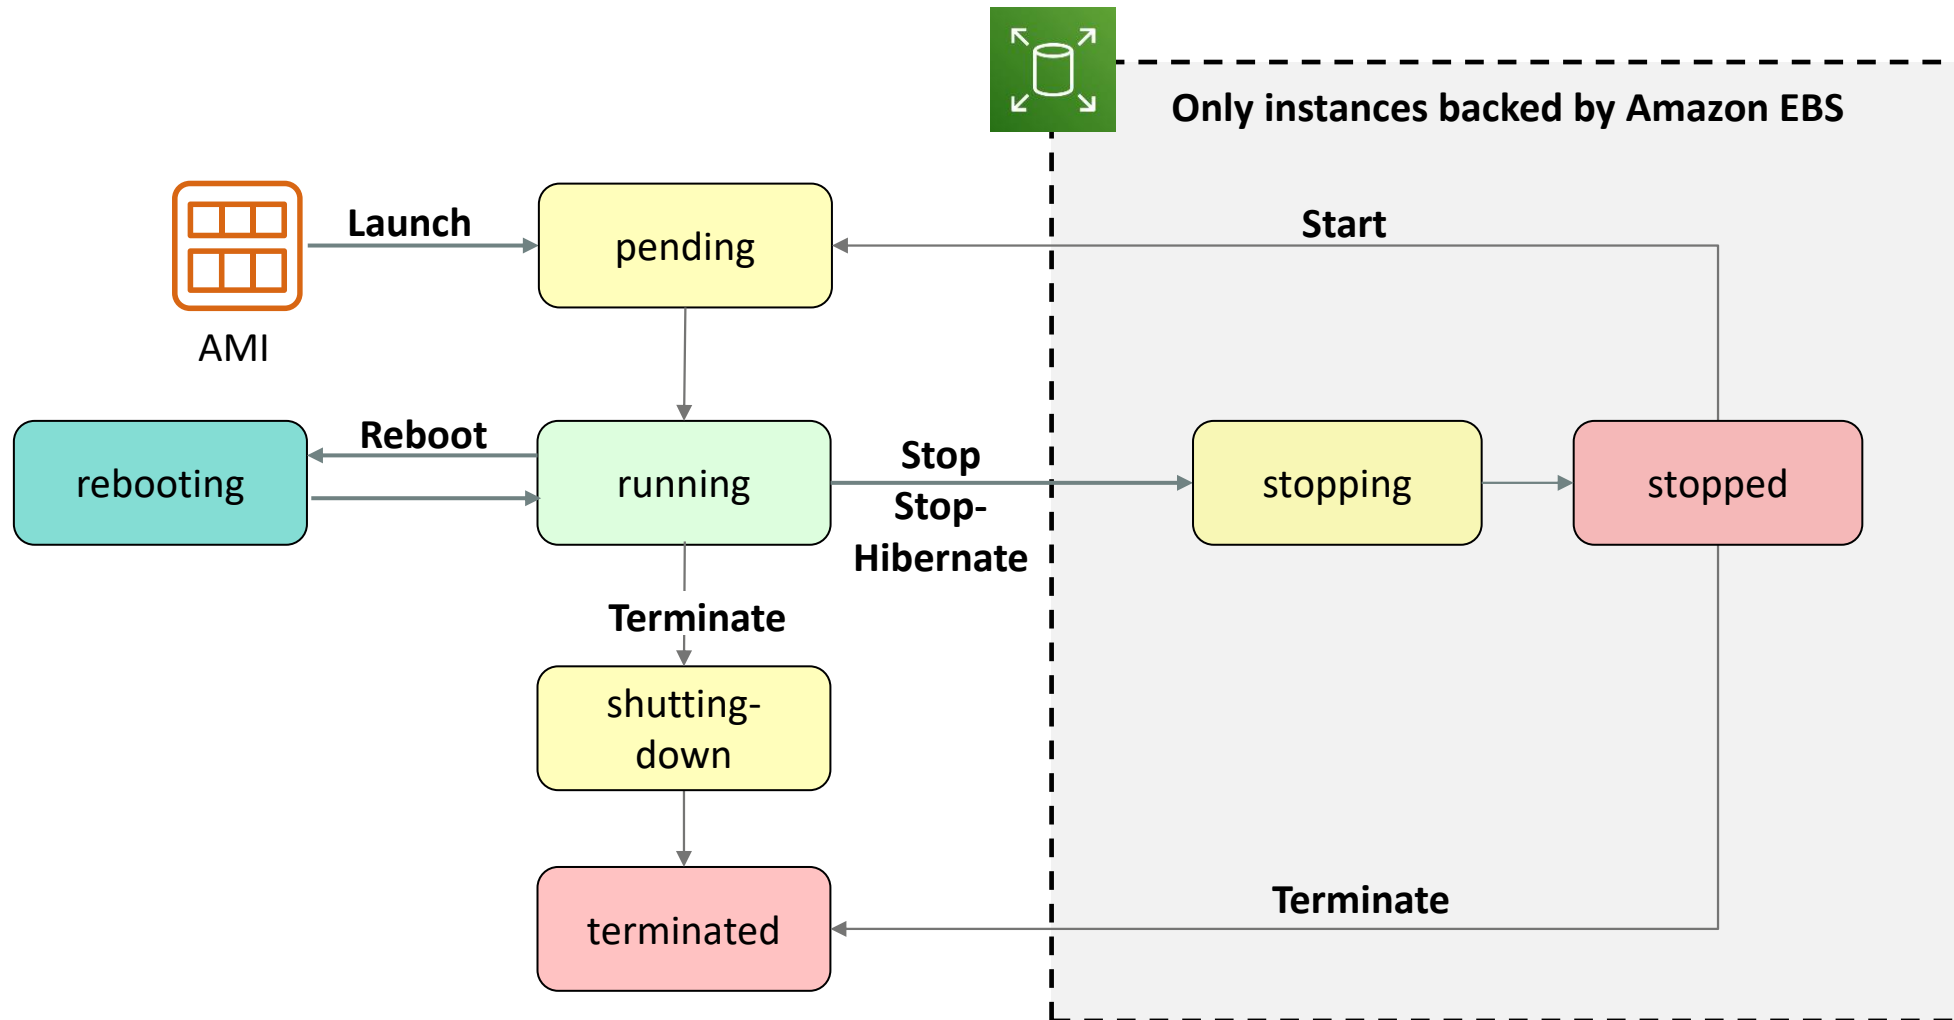 Only instances backed by Amazon EBS
Launch
pending
Start
AMI
Reboot
rebooting
running
Stop
Stop-
Hibernate
stopping
stopped
Terminate
shutting-
down
Terminate
terminated